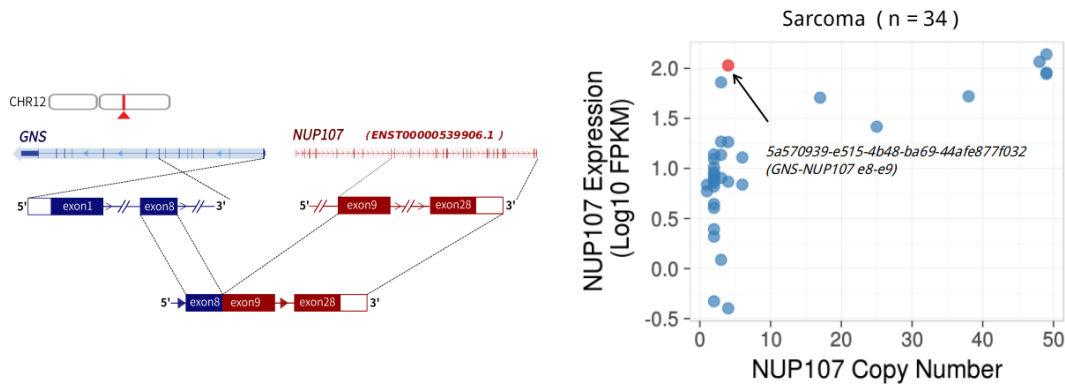 CHR12
GNS
NUP107 (ENST00000539906.1 )
5' exon1 exon8 3'
5' exon9 exon28 3'
5' exon8 exon9 exon28 3'
Sarcoma ( n = 34 )
NUP107 Expression
(Log10 FPKM)
2.0
1.5
1.0
0.5
0.0
-0.5
5a570939-e515-4b48-ba69-44afe877f032
(GNS-NUP107 e8-e9)
0 10 20 30 40 50
NUP107 Copy Number